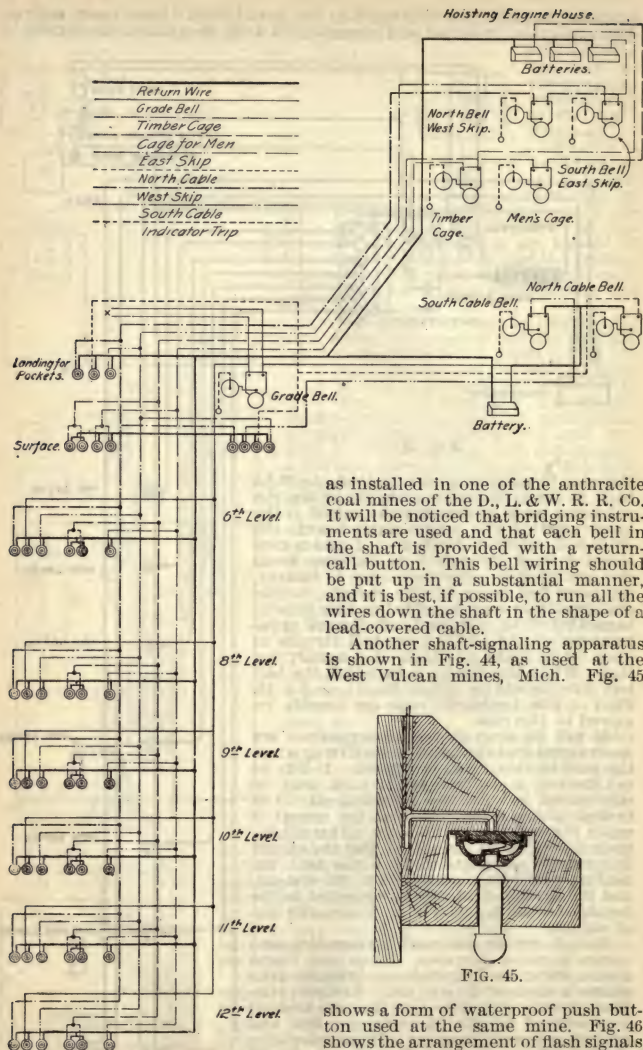 Hoisting Engine House.
Batteries.
Return Wire
Grade Bell
Timber Cage
Cage for Men
East Skip
North Cable
West Skip
South Cable
Indicator Trip
North Bell
West Skip.
South Bell
East Skip.
Timber
Cage.
Men's Cage.
North Cable Bell.
South Cable Bell.
Landing for
Pockets.
Grade Bell.
Battery.
Surface.
6th Level.
8th Level.
9th Level.
10th Level.
11th Level.
12th Level.
as installed in one of the anthracite
coal mines of the D., L. & W. R. R. Co.
It will be noticed that bridging instru-
ments are used and that each bell in
the shaft is provided with a return-
call button. This bell wiring should
be put up in a substantial manner,
and it is best, if possible, to run all the
wires down the shaft in the shape of a
lead-covered cable.
Another shaft-signaling apparatus
is shown in Fig. 44, as used at the
West Vulcan mines, Mich. Fig. 45
FIG. 45.
shows a form of waterproof push but-
ton used at the same mine. Fig. 46
shows the arrangement of flash signals